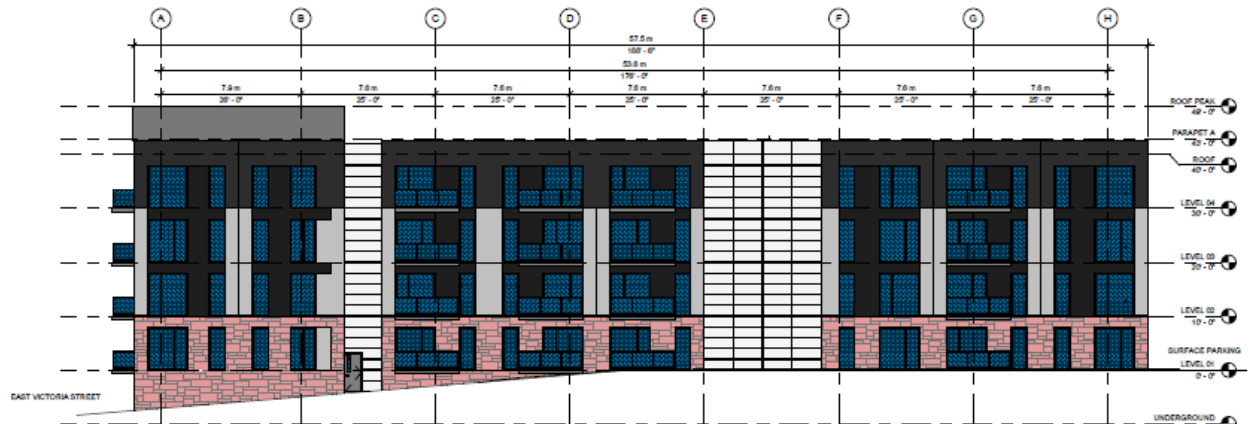 A
B
C
D
E
F
G
H
57.5 m
188' - 6"
53.6 m
176'- 0"
7.9 m
7.6 m
7.6 m
7.6 m
7.6 m
7.6 m
7.6 m
26' - 0"
25' - 0"
25' - 0"
25' - 0"
25' - 0"
25' - 0"
25' - 0"
ROOF PEAK
49' - 0"
PARAPET A
43' - 0"
ROOF
40' - 0"
LEVEL 04
30' - 0"
LEVEL 03
20' - 0"
LEVEL 02
10' - 0"
SURFACE PARKING
LEVEL 01
0' - 0"
EAST VICTORIA STREET
UNDERGROUND